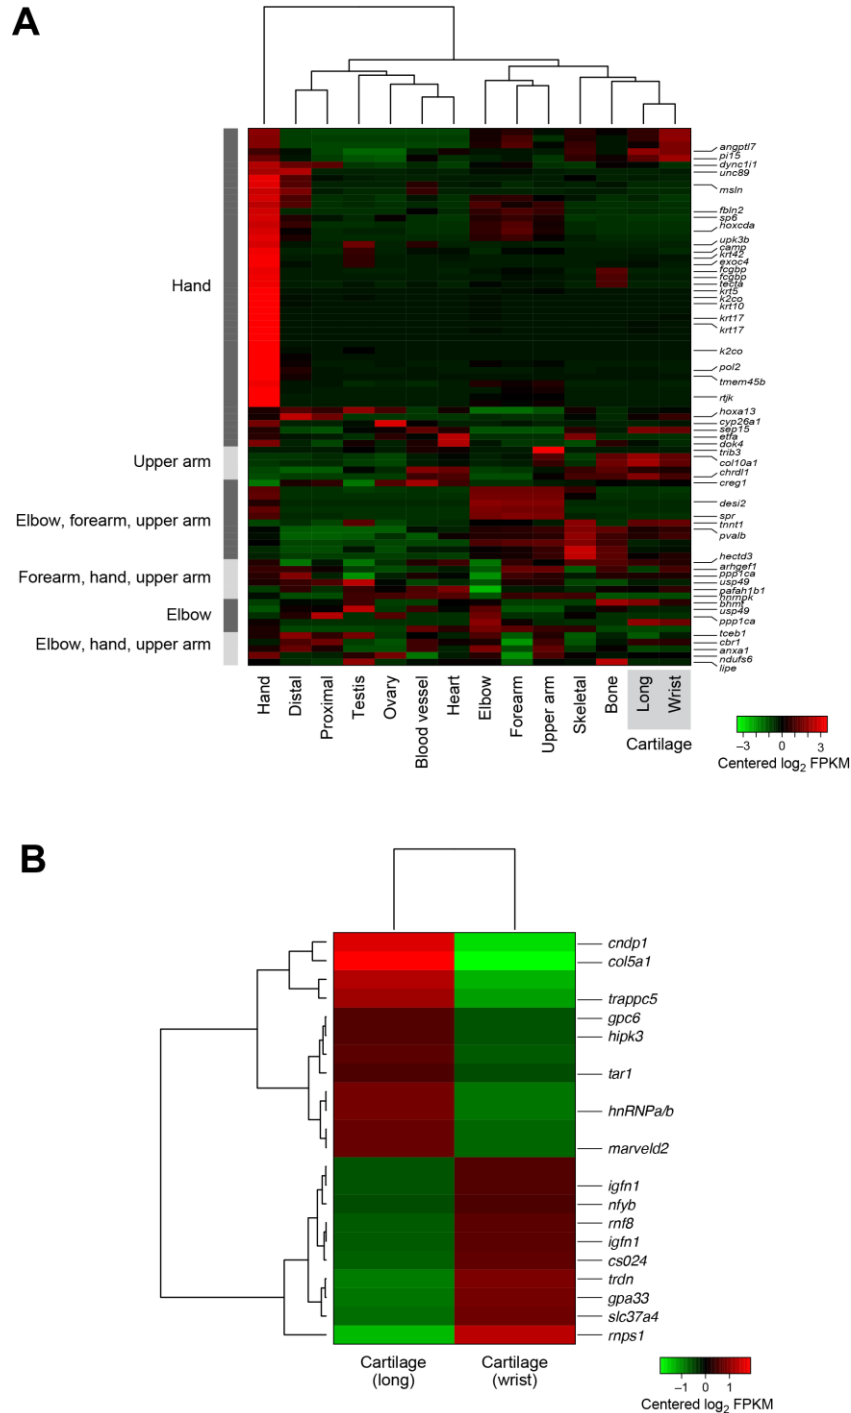 A
angptl7
pi15
dync1i1
unc89
msln
fbln2
sp6
hoxcda
upk3b
camp
krt42
exoc4
fcgbp
fcgbp
tecta
krt5
k2co
krt10
krt17
krt17
k2co
pol2
tmem45b
rtjk
hoxa13
cyp26a1
sep15
etfa
dok4
trib3
col10a1
chrdl1
creg1
desi2
spr
tnnt1
pvalb
hectd3
arhgef1
ppp1ca
usp49
pafah1b1
hnrnpk
bhmt
usp49
ppp1ca
tceb1
cbr1
anxa1
ndufs6
lipe
Hand
Upper arm
Elbow, forearm, upper arm
Forearm, hand, upper arm
Elbow
Elbow, hand, upper arm
Hand
Distal
Proximal
Testis
Ovary
Blood vessel
Heart
Elbow
Forearm
Upper arm
Skeletal
Bone
Long
Wrist
Cartilage
−3 0 3
Centered log2 FPKM
B
cndp1
col5a1
trappc5
gpc6
hipk3
tar1
hnRNPa/b
marveld2
igfn1
nfyb
rnf8
igfn1
cs024
trdn
gpa33
slc37a4
rnps1
Cartilage
(long)
Cartilage
(wrist)
−1 0 1
Centered log2 FPKM